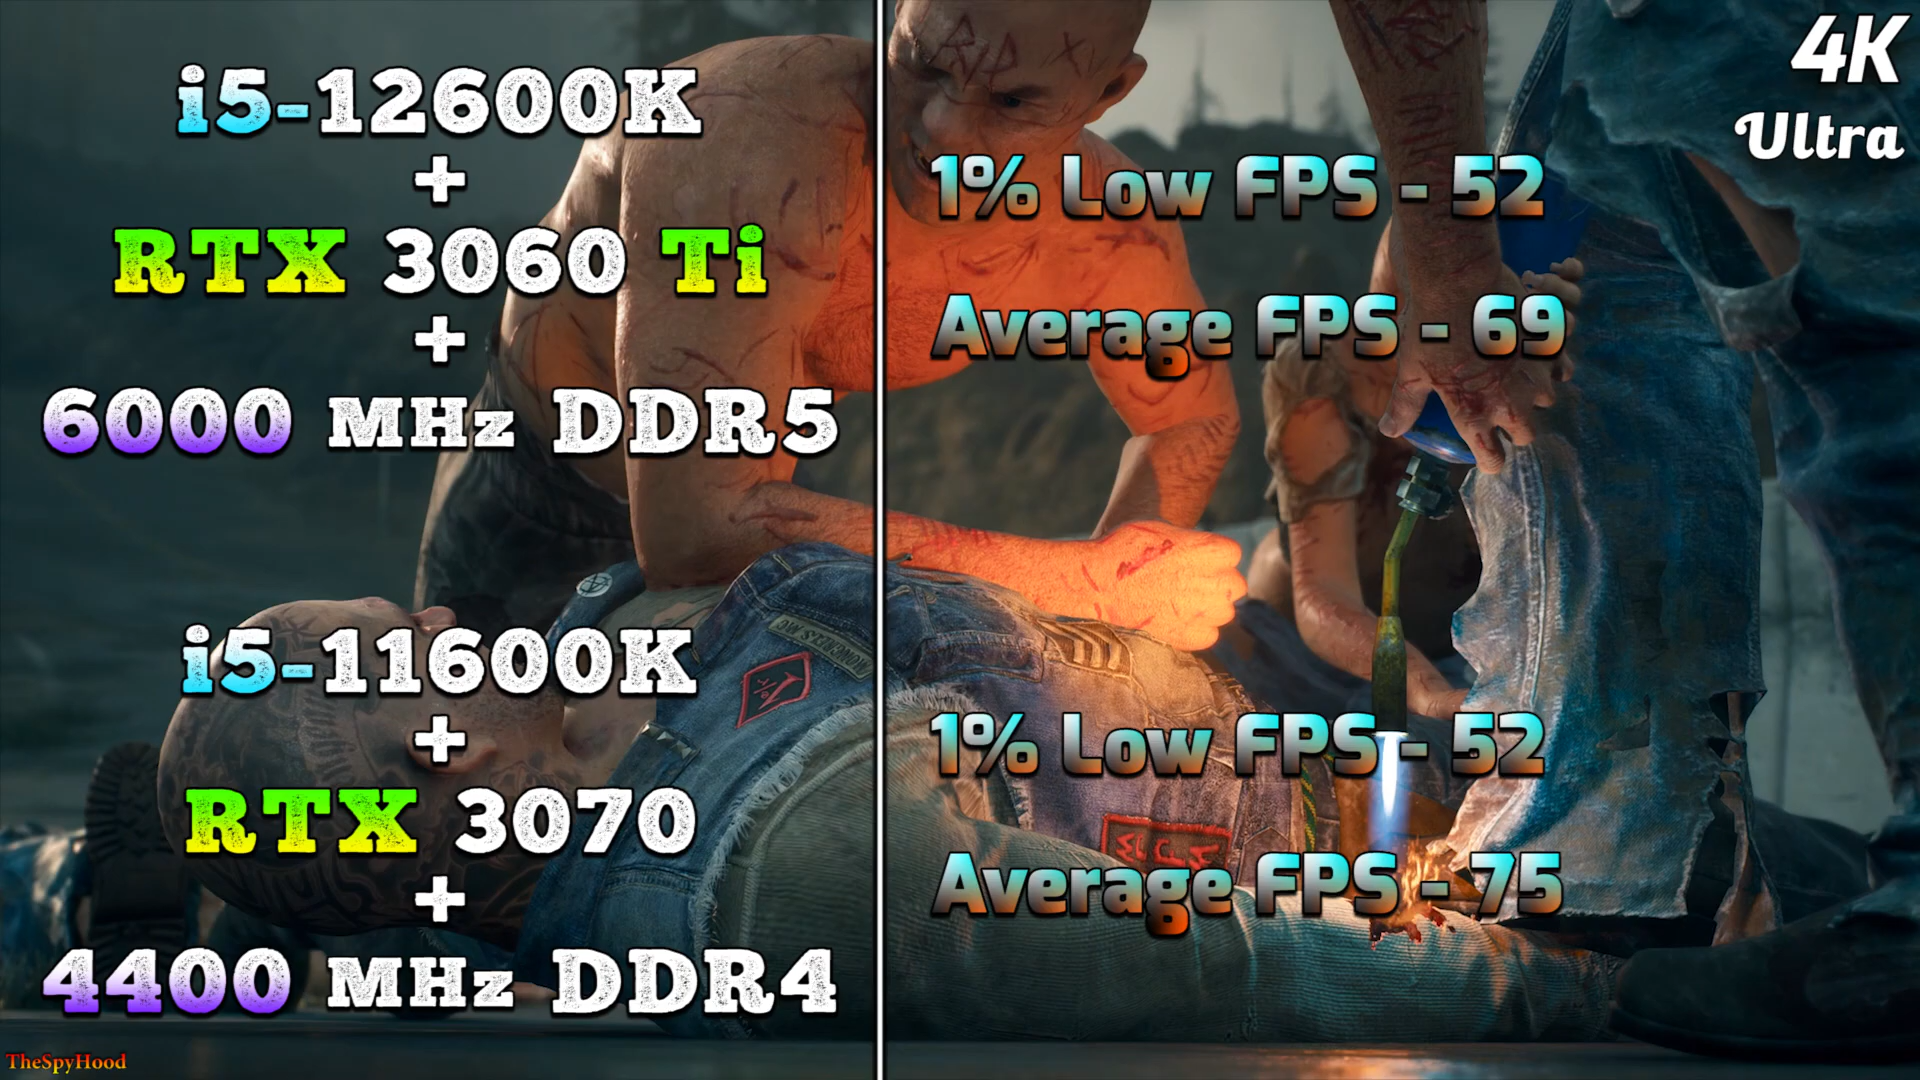 i5-12600K
+
RTX 3060 Ti
+
6000 MHz DDR5
i5-11600K
+
RTX 3070
+
4400 MHz DDR4
TheSpyHood
4K
Ultra
1% Low FPS - 52
Average FPS - 69
1% Low FPS - 52
Average FPS - 75